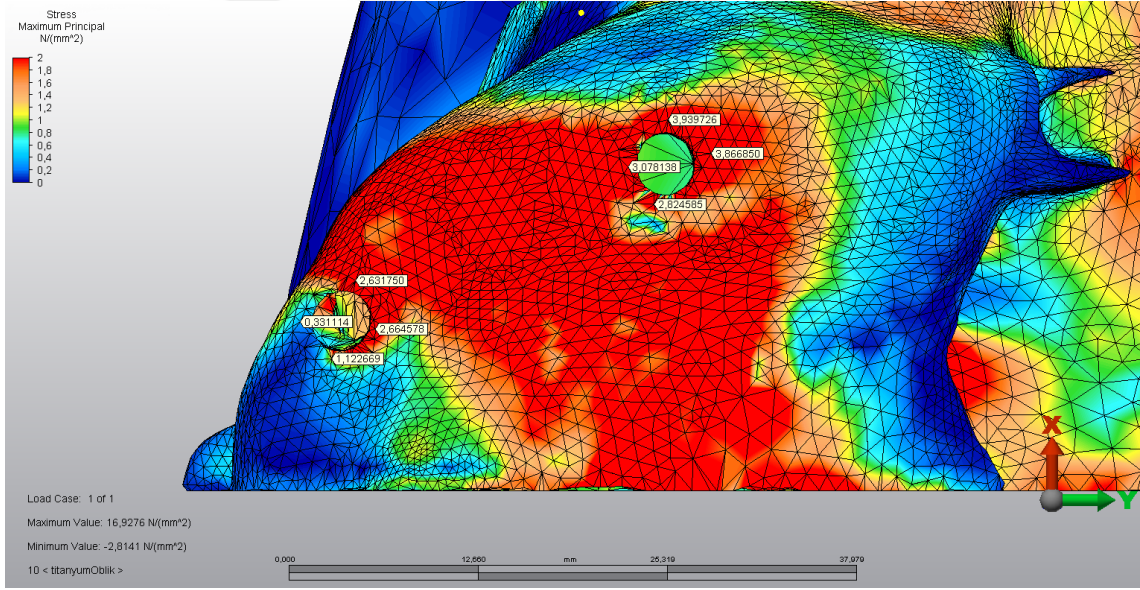 Stress
Maximum Principal
N/(mm^2)
2
1,8
1,6
1,4
1,2
1
0,8
0,6
0,4
0,2
0
3,939726
3,866850
3,078138
2,824585
2,631750
0,331114
2,664578
1,122669
X
Y
Load Case: 1 of 1
Maximum Value: 16,9276 N/(mm^2)
Minimum Value: -2,8141 N/(mm^2)
10 < titanyumOblik >
0,000 12,660 mm 25,319 37,979